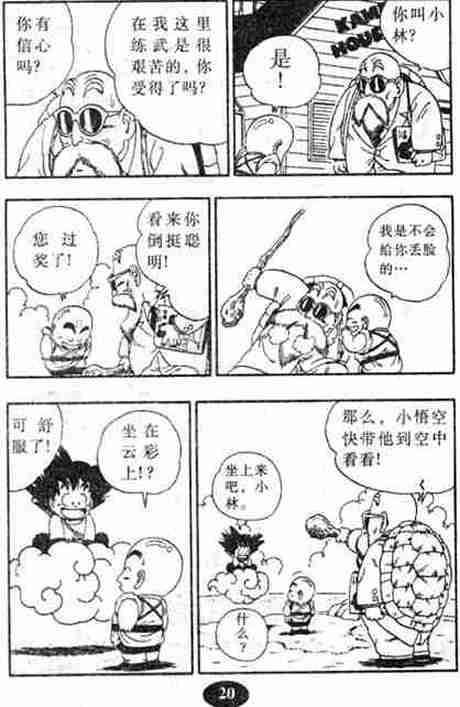 KAM
HOUS
你叫小
林?
是!
在我这里
练武是很
艰苦的,你
受得了吗?
你有
信心
吗?
我是不会
给你丢脸
的…
看来你
倒挺聪
明!
您过
奖了!
那么,小悟空
快带他到空中
看看!
坐上来
吧,小
林。
什么?
坐在
云彩
上!?
可舒
服了!
20